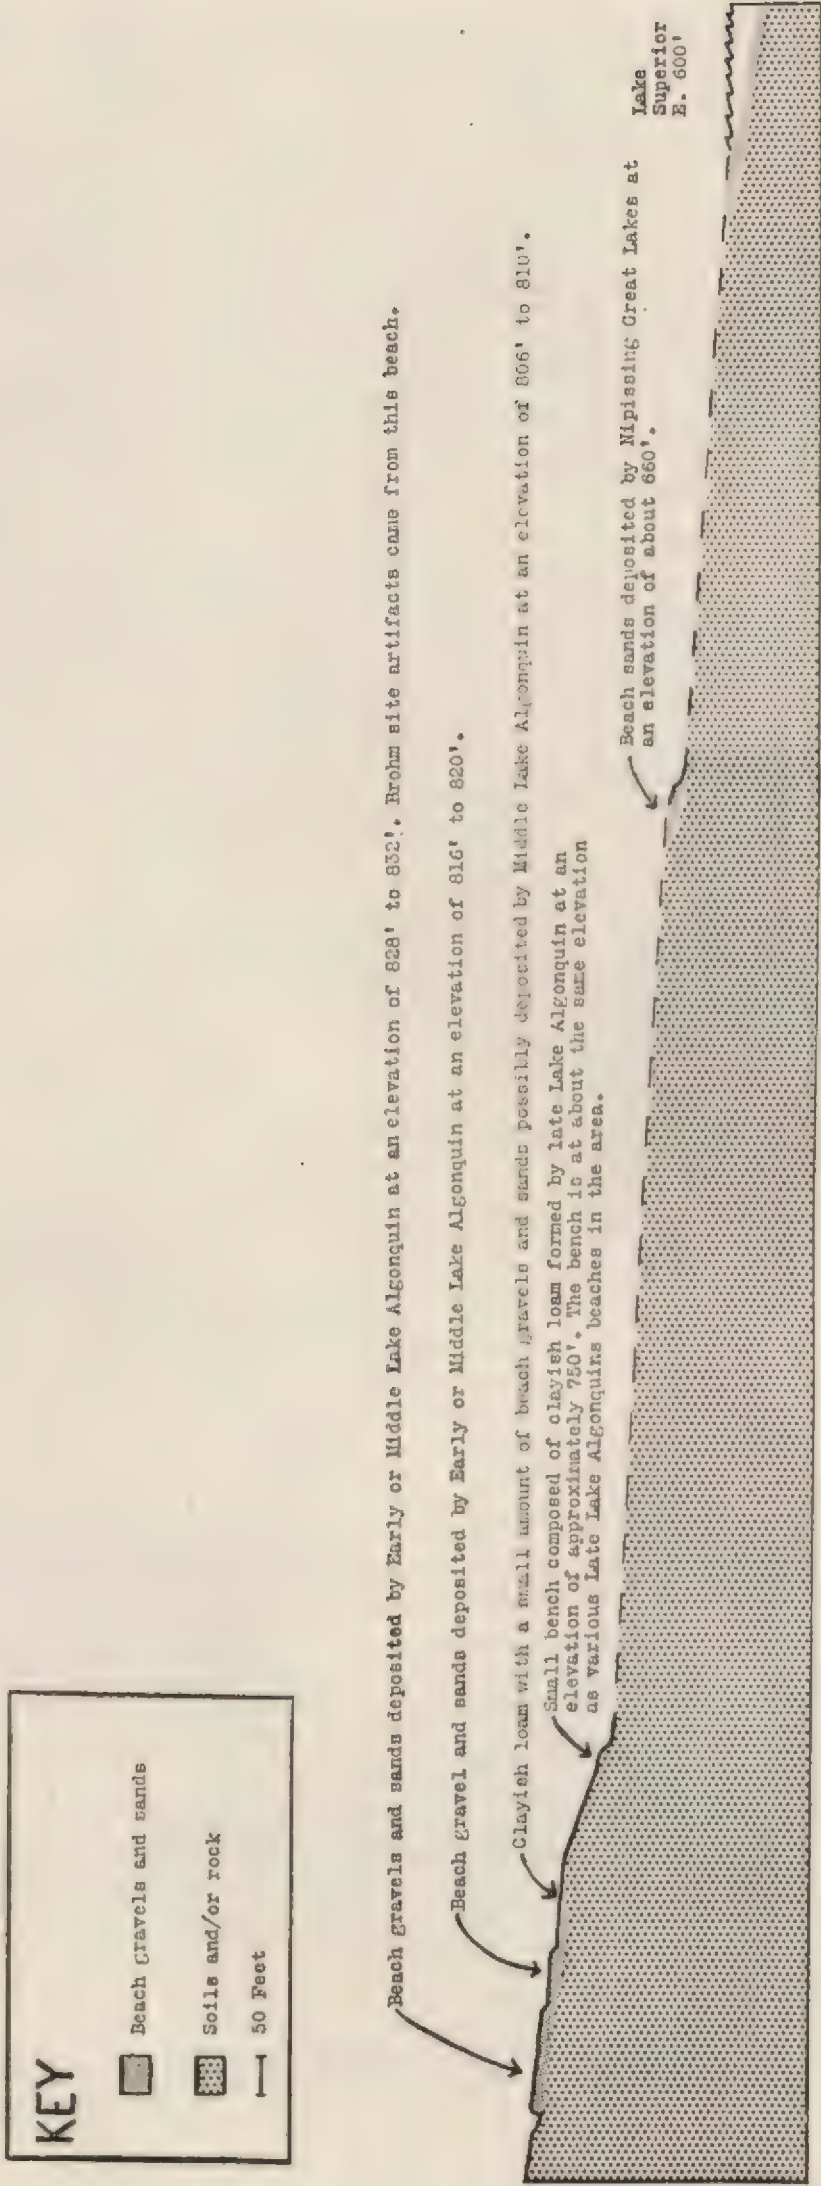 KEY
Beach gravels and sands
Soils and/or rock
50 Feet
Beach gravels and sands deposited by Early or Middle Lake Algonquin at an elevation of 828' to 832'. Brohm site artifacts came from this beach.
Beach gravel and sands deposited by Early or Middle Lake Algonquin at an elevation of 816' to 820'.
Clayish loam with a small amount of beach gravels and sands possibly deposited by Middle Lake Algonquin at an elevation of 806' to 810'.
Small bench composed of clayish loam formed by late Lake Algonquin at an
elevation of approximately 750'. The bench is at about the same elevation
as various Late Lake Algonquins beaches in the area.
Beach sands deposited by Nipissing Great Lakes at
an elevation of about 660'.
Lake
Superior
E. 600'